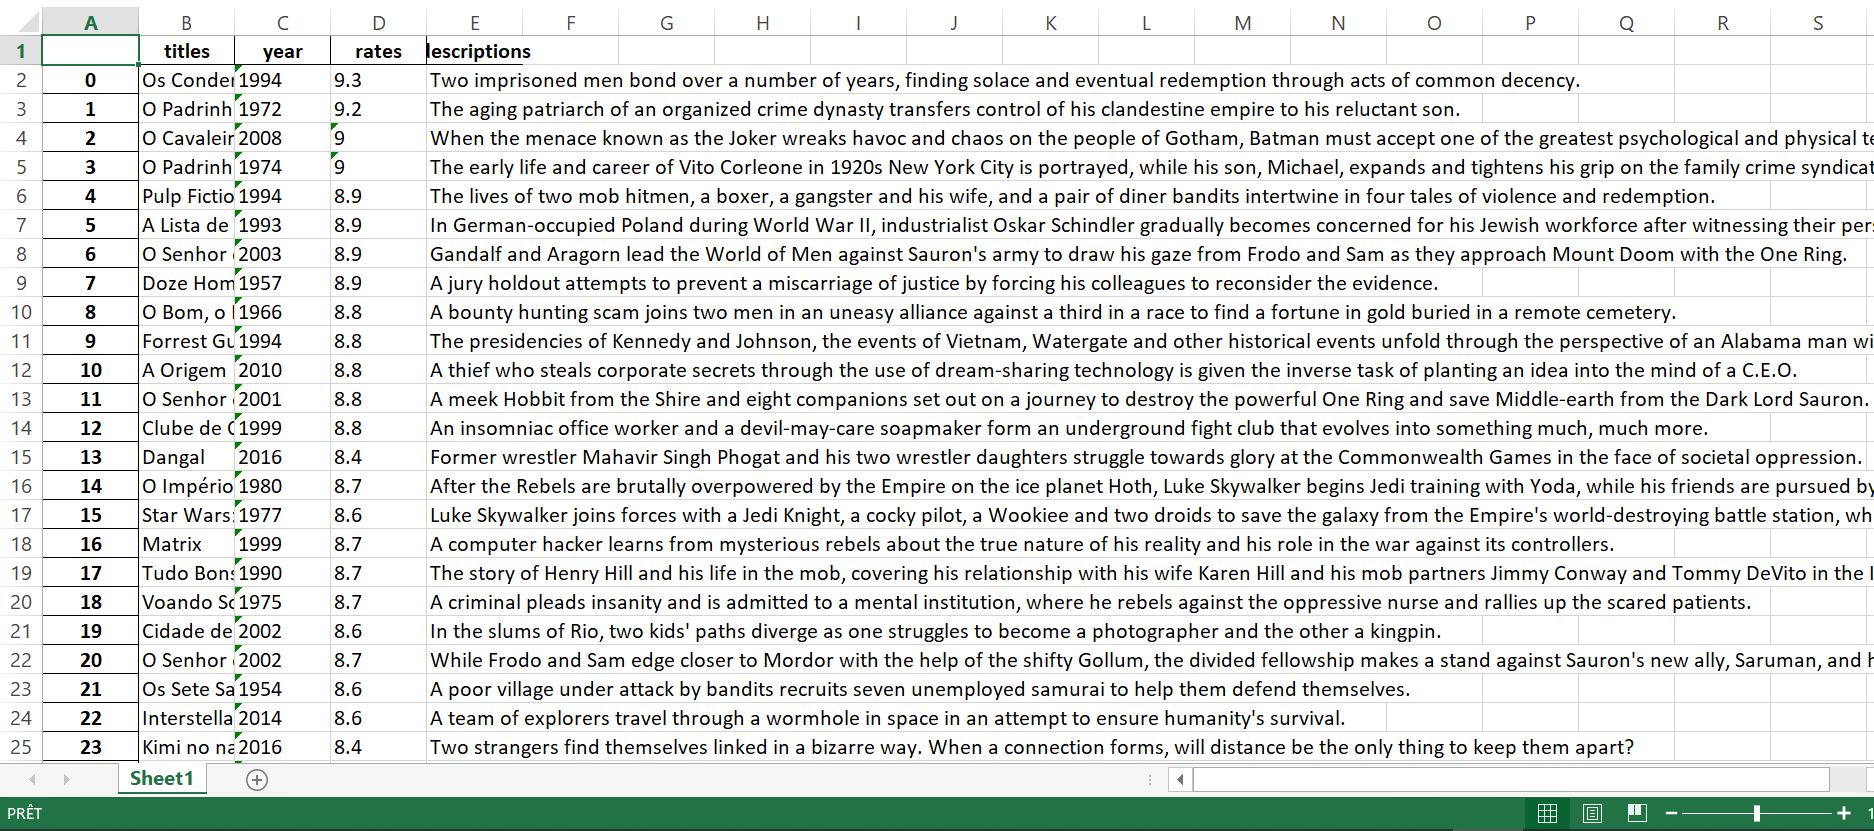 A B C D E F G H I J K L M N O P Q R S
1 titles year rates lescriptions
2 0 Os Conder 1994 9.3 Two imprisoned men bond over a number of years, finding solace and eventual redemption through acts of common decency.
3 1 O Padrinh 1972 9.2 The aging patriarch of an organized crime dynasty transfers control of his clandestine empire to his reluctant son.
4 2 O Cavaleir 2008 9 When the menace known as the Joker wreaks havoc and chaos on the people of Gotham, Batman must accept one of the greatest psychological and physical te
5 3 O Padrinh 1974 9 The early life and career of Vito Corleone in 1920s New York City is portrayed, while his son, Michael, expands and tightens his grip on the family crime syndicat
6 4 Pulp Fictio 1994 8.9 The lives of two mob hitmen, a boxer, a gangster and his wife, and a pair of diner bandits intertwine in four tales of violence and redemption.
7 5 A Lista de 1993 8.9 In German-occupied Poland during World War II, industrialist Oskar Schindler gradually becomes concerned for his Jewish workforce after witnessing their per
8 6 O Senhor 2003 8.9 Gandalf and Aragorn lead the World of Men against Sauron's army to draw his gaze from Frodo and Sam as they approach Mount Doom with the One Ring.
9 7 Doze Hom 1957 8.9 A jury holdout attempts to prevent a miscarriage of justice by forcing his colleagues to reconsider the evidence.
10 8 O Bom, o 1966 8.8 A bounty hunting scam joins two men in an uneasy alliance against a third in a race to find a fortune in gold buried in a remote cemetery.
11 9 Forrest Gu 1994 8.8 The presidencies of Kennedy and Johnson, the events of Vietnam, Watergate and other historical events unfold through the perspective of an Alabama man wi
12 10 A Origem 2010 8.8 A thief who steals corporate secrets through the use of dream-sharing technology is given the inverse task of planting an idea into the mind of a C.E.O.
13 11 O Senhor 2001 8.8 A meek Hobbit from the Shire and eight companions set out on a journey to destroy the powerful One Ring and save Middle-earth from the Dark Lord Sauron.
14 12 Clube de C 1999 8.8 An insomniac office worker and a devil-may-care soapmaker form an underground fight club that evolves into something much, much more.
15 13 Dangal 2016 8.4 Former wrestler Mahavir Singh Phogat and his two wrestler daughters struggle towards glory at the Commonwealth Games in the face of societal oppression.
16 14 O Império 1980 8.7 After the Rebels are brutally overpowered by the Empire on the ice planet Hoth, Luke Skywalker begins Jedi training with Yoda, while his friends are pursued by
17 15 Star Wars: 1977 8.6 Luke Skywalker joins forces with a Jedi Knight, a cocky pilot, a Wookiee and two droids to save the galaxy from the Empire's world-destroying battle station, wh
18 16 Matrix 1999 8.7 A computer hacker learns from mysterious rebels about the true nature of his reality and his role in the war against its controllers.
19 17 Tudo Bons 1990 8.7 The story of Henry Hill and his life in the mob, covering his relationship with his wife Karen Hill and his mob partners Jimmy Conway and Tommy DeVito in the I
20 18 Voando So 1975 8.7 A criminal pleads insanity and is admitted to a mental institution, where he rebels against the oppressive nurse and rallies up the scared patients.
21 19 Cidade de 2002 8.6 In the slums of Rio, two kids' paths diverge as one struggles to become a photographer and the other a kingpin.
22 20 O Senhor 2002 8.7 While Frodo and Sam edge closer to Mordor with the help of the shifty Gollum, the divided fellowship makes a stand against Sauron's new ally, Saruman, and h
23 21 Os Sete Sa 1954 8.6 A poor village under attack by bandits recruits seven unemployed samurai to help them defend themselves.
24 22 Interstella 2014 8.6 A team of explorers travel through a wormhole in space in an attempt to ensure humanity's survival.
25 23 Kimi no na 2016 8.4 Two strangers find themselves linked in a bizarre way. When a connection forms, will distance be the only thing to keep them apart?
Sheet1
PRÊT